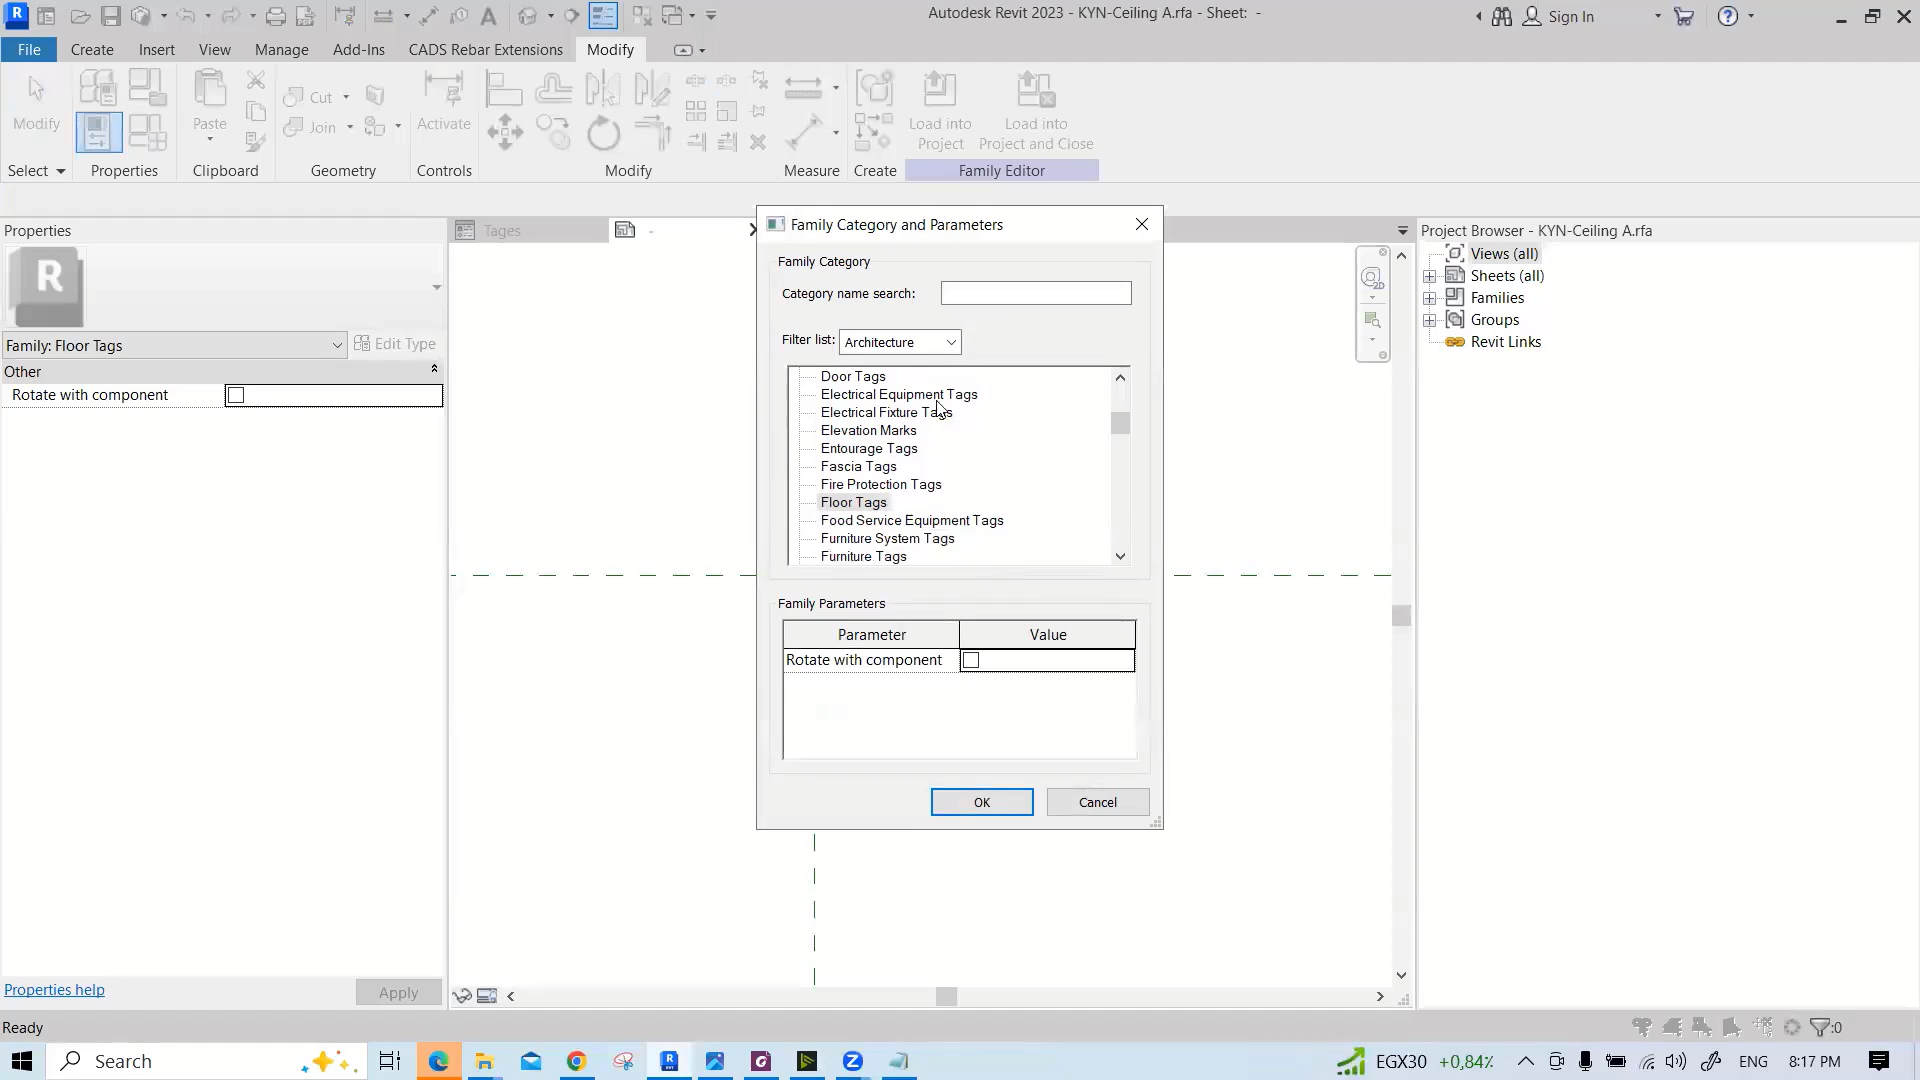 Autodesk Revit 2023 - KYN-Ceiling A.rfa - Sheet: -
Sign In
File
Create
Insert
View
Manage
Add-Ins
CADS Rebar Extensions
Modify
Modify
Paste
Cut
Join
Activate
Load into
Project
Load into
Project and Close
Select
Properties
Clipboard
Geometry
Controls
Modify
Measure
Create
Family Editor
Properties
R
Family: Floor Tags
Edit Type
Other
Rotate with component
Properties help
Apply
Tages
-
Family Category and Parameters
Family Category
Category name search:
Filter list:
Architecture
Door Tags
Electrical Equipment Tags
Electrical Fixture Tags
Elevation Marks
Entourage Tags
Fascia Tags
Fire Protection Tags
Floor Tags
Food Service Equipment Tags
Furniture System Tags
Furniture Tags
Family Parameters
Parameter
Value
Rotate with component
OK
Cancel
2D
Project Browser - KYN-Ceiling A.rfa
Views (all)
Sheets (all)
Families
Groups
Revit Links
Ready
:0
Search
EGX30 +0,84%
ENG
8:17 PM